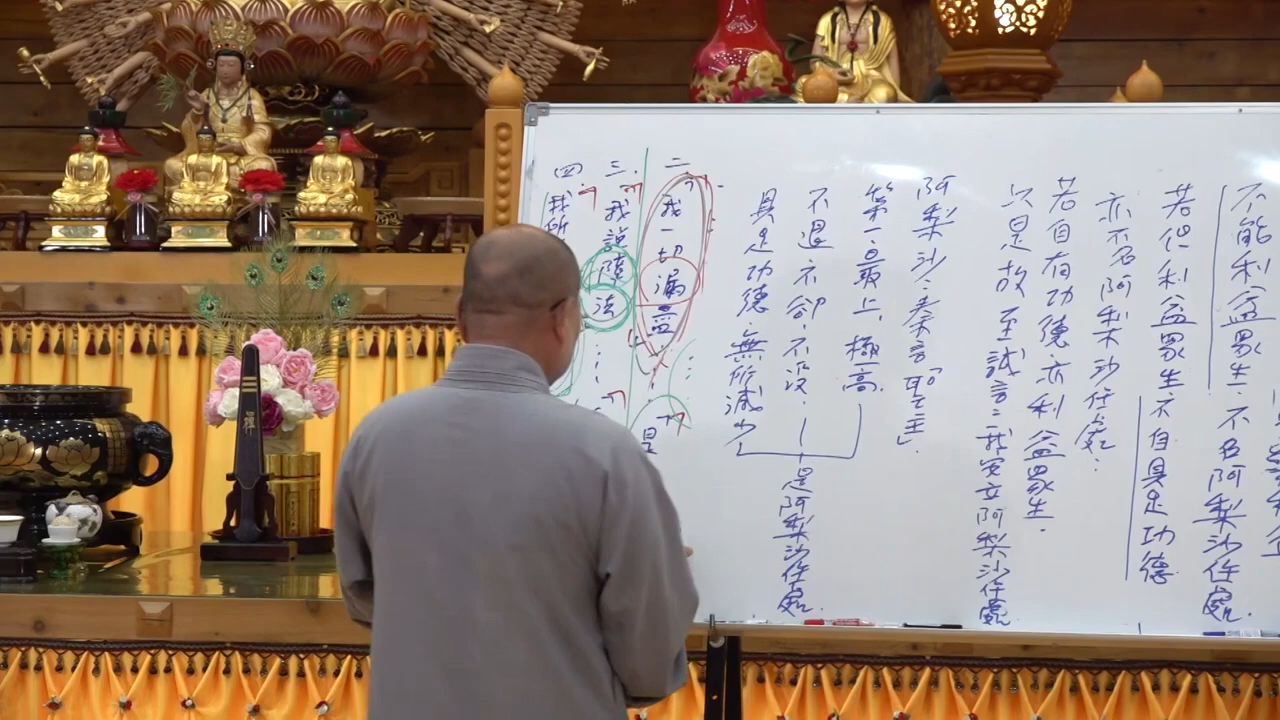 不能利益眾生.不名阿梨沙住處.
若但利益眾生不自具足功德
亦不名阿梨沙住處:
若自有功德亦利益眾生.
只是故至誠言:我安立阿梨沙住處
阿梨沙:秦言「聖主」.
第一.最上.極高.
不退不卻.不沒.
具足功德無所減少
是阿梨沙住處.
二
我一切漏盡
是
三.
我說障法
四
我所
禪